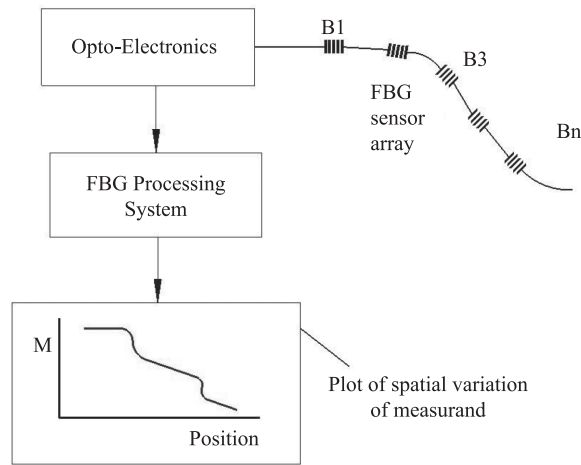 Opto-Electronics
B1
B3
FBG
sensor
array
Bn
FBG Processing
System
M
Position
Plot of spatial variation
of measurand